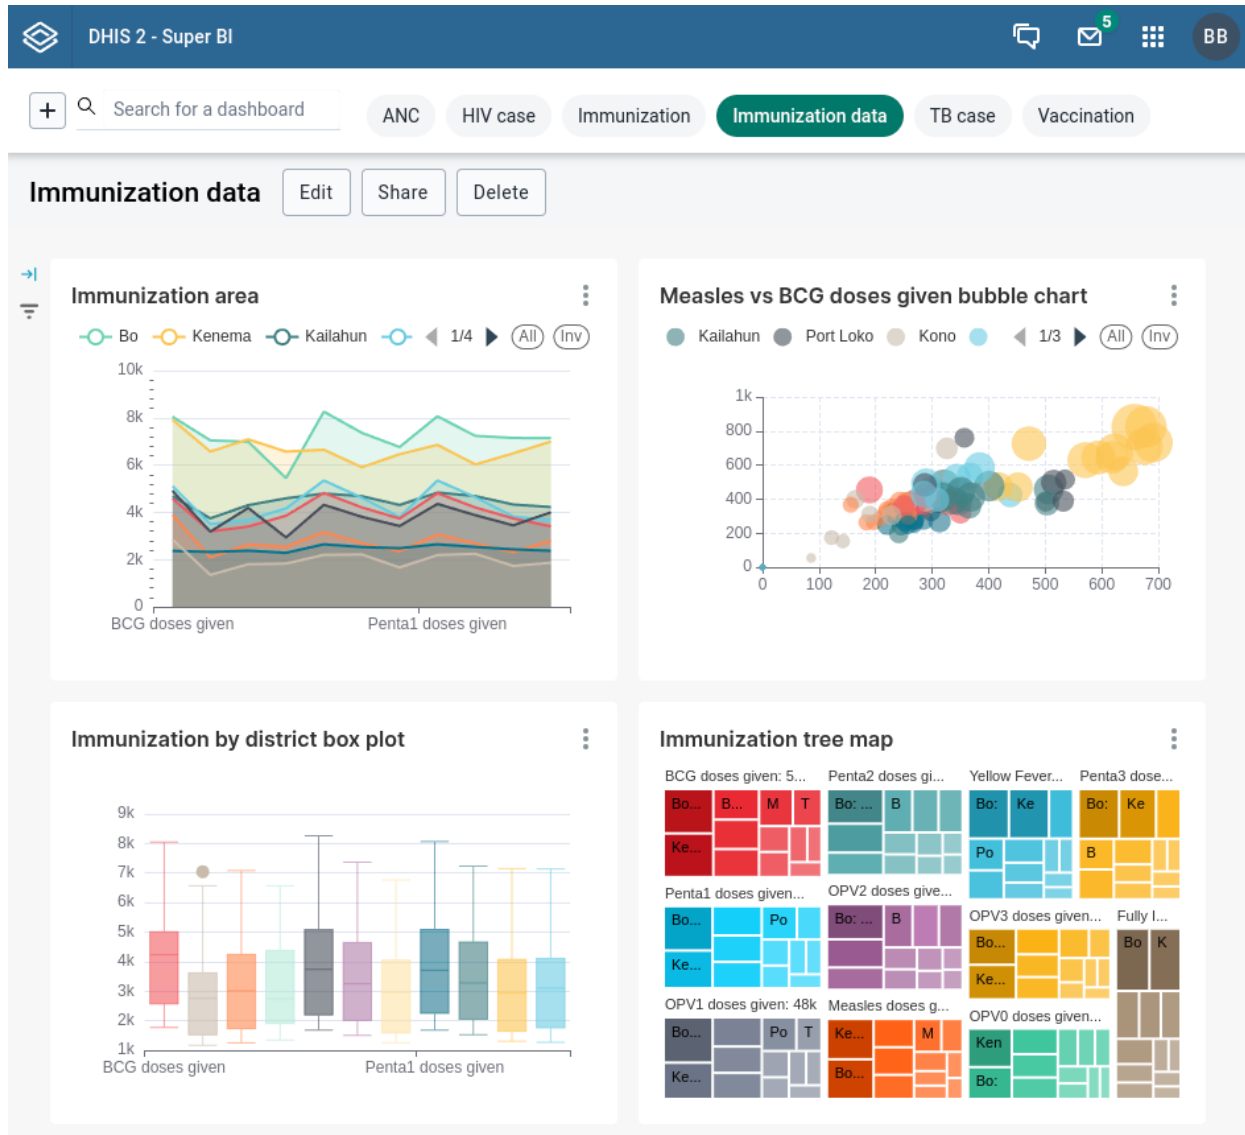 DHIS 2 - Super BI
5
BB
+
Search for a dashboard
ANC
HIV case
Immunization
Immunization data
TB case
Vaccination
Immunization data
Edit
Share
Delete
Immunization area
Bo
Kenema
Kailahun
1/4
All
Inv
10k
8k
6k
4k
2k
0
BCG doses given
Penta1 doses given
Measles vs BCG doses given bubble chart
Kailahun
Port Loko
Kono
1/3
All
Inv
1k
800
600
400
200
0
0
100
200
300
400
500
600
700
Immunization by district box plot
9k
8k
7k
6k
5k
4k
3k
2k
1k
BCG doses given
Penta1 doses given
Immunization tree map
BCG doses given: 5...
Bo...
B...
M
T
Ke...
Penta2 doses gi...
Bo: ...
B
Yellow Fever...
Bo:
Ke
Po
Penta3 dose...
Bo:
Ke
B
Penta1 doses given...
Bo...
Po
Ke...
OPV2 doses give...
Bo: ...
B
OPV3 doses given...
Bo...
Ke...
Fully I...
Bo
K
OPV1 doses given: 48k
Bo...
Po
T
Ke...
Measles doses g...
Ke...
M
Bo...
OPV0 doses given...
Ken
Bo: